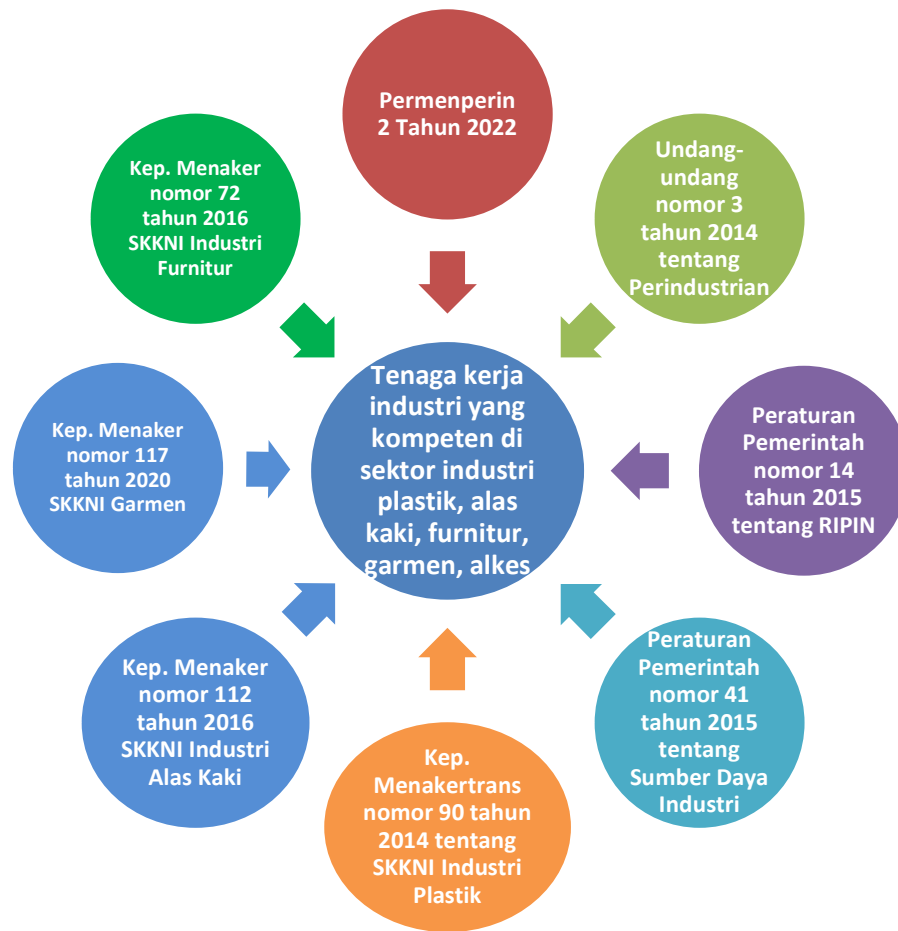 Permenperin
2 Tahun 2022
Undang-
undang
nomor 3
tahun 2014
tentang
Perindustrian
Peraturan
Pemerintah
nomor 14
tahun 2015
tentang RIPIN
Peraturan
Pemerintah
nomor 41
tahun 2015
tentang
Sumber Daya
Industri
Kep.
Menakertrans
nomor 90 tahun
2014 tentang
SKKNI Industri
Plastik
Kep. Menaker
nomor 112
tahun 2016
SKKNI Industri
Alas Kaki
Kep. Menaker
nomor 117
tahun 2020
SKKNI Garmen
Kep. Menaker
nomor 72
tahun 2016
SKKNI Industri
Furnitur
Tenaga kerja
industri yang
kompeten di
sektor industri
plastik, alas
kaki, furnitur,
garmen, alkes